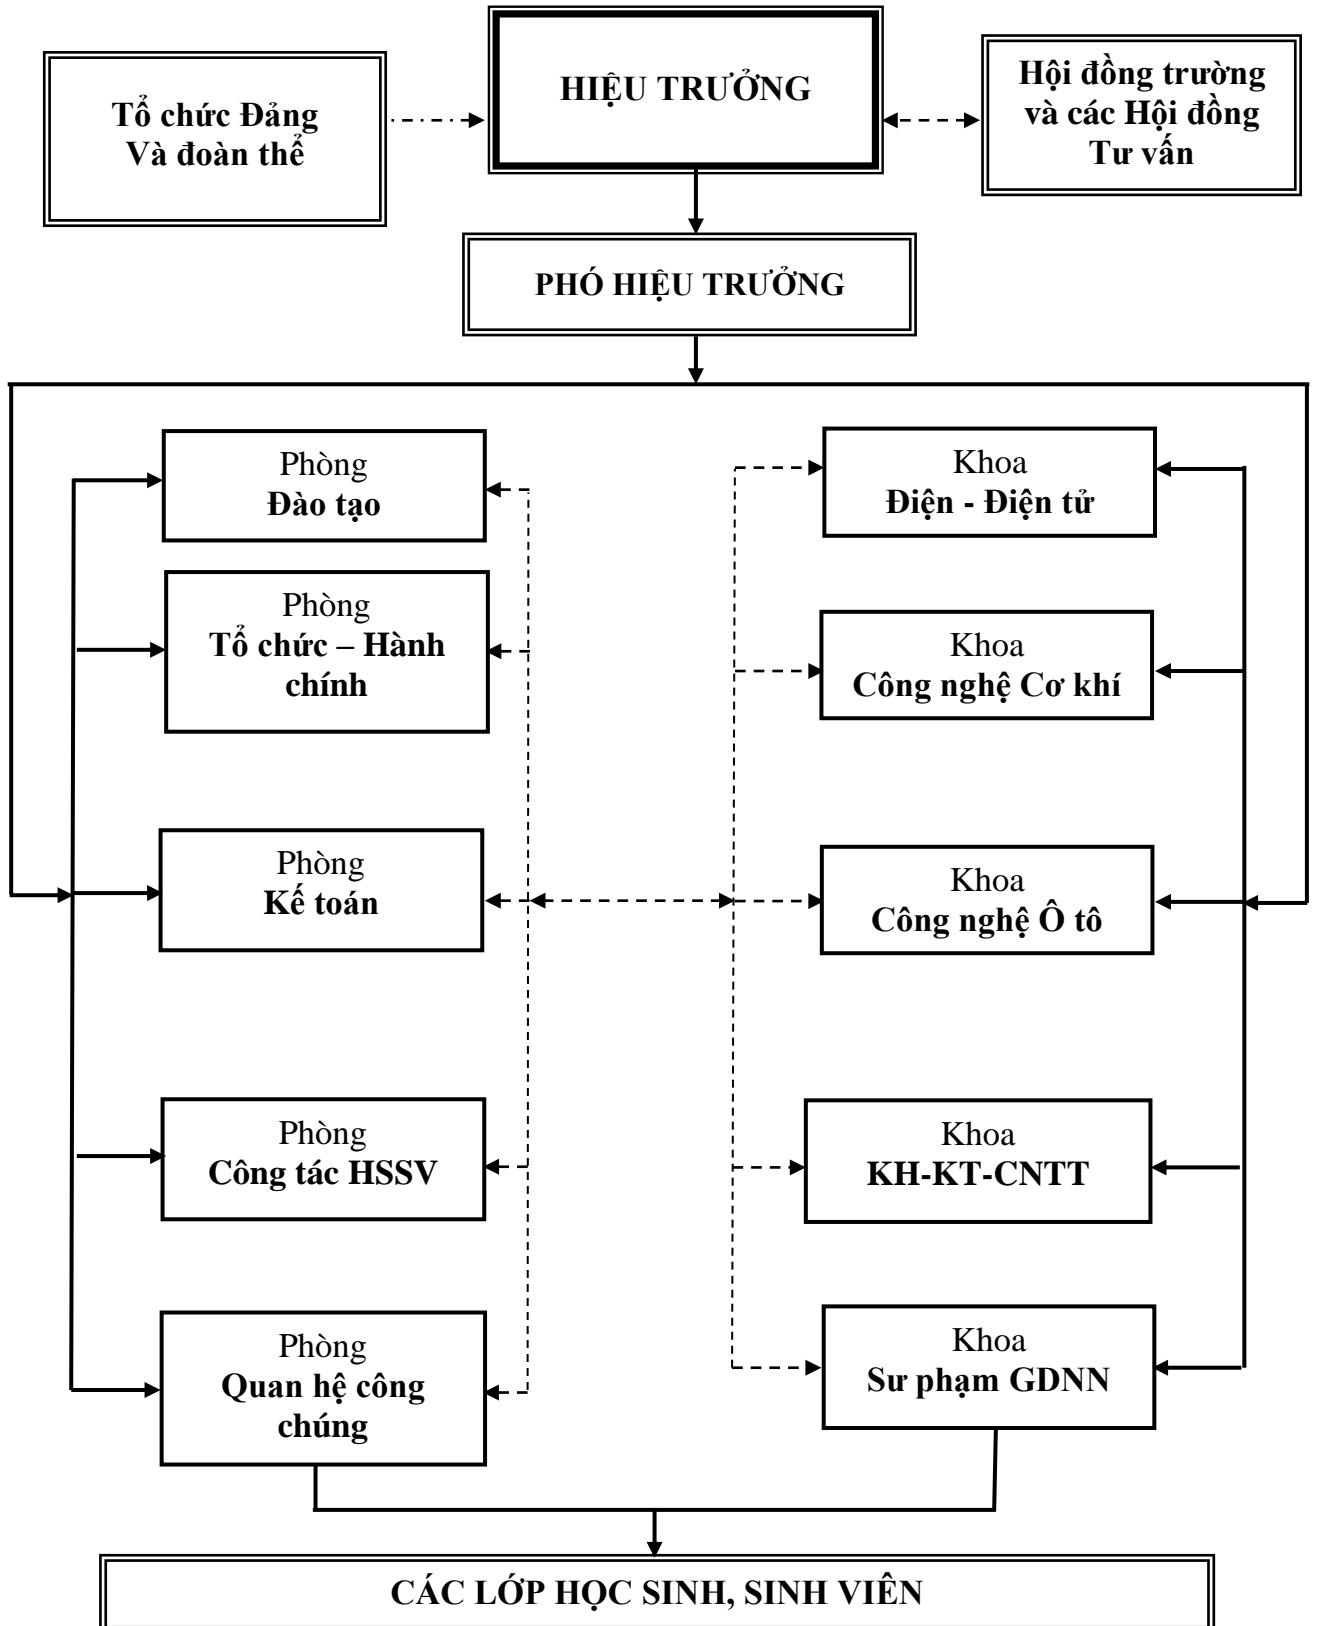 Tổ chức Đảng
Và đoàn thể
HIỆU TRƯỞNG
Hội đồng trường
và các Hội đồng
Tư vấn
PHÓ HIỆU TRƯỞNG
Phòng
Đào tạo
Phòng
Tổ chức – Hành
chính
Phòng
Kế toán
Phòng
Công tác HSSV
Phòng
Quan hệ công
chúng
Khoa
Điện - Điện tử
Khoa
Công nghệ Cơ khí
Khoa
Công nghệ Ô tô
Khoa
KH-KT-CNTT
Khoa
Sư phạm GDNN
CÁC LỚP HỌC SINH, SINH VIÊN